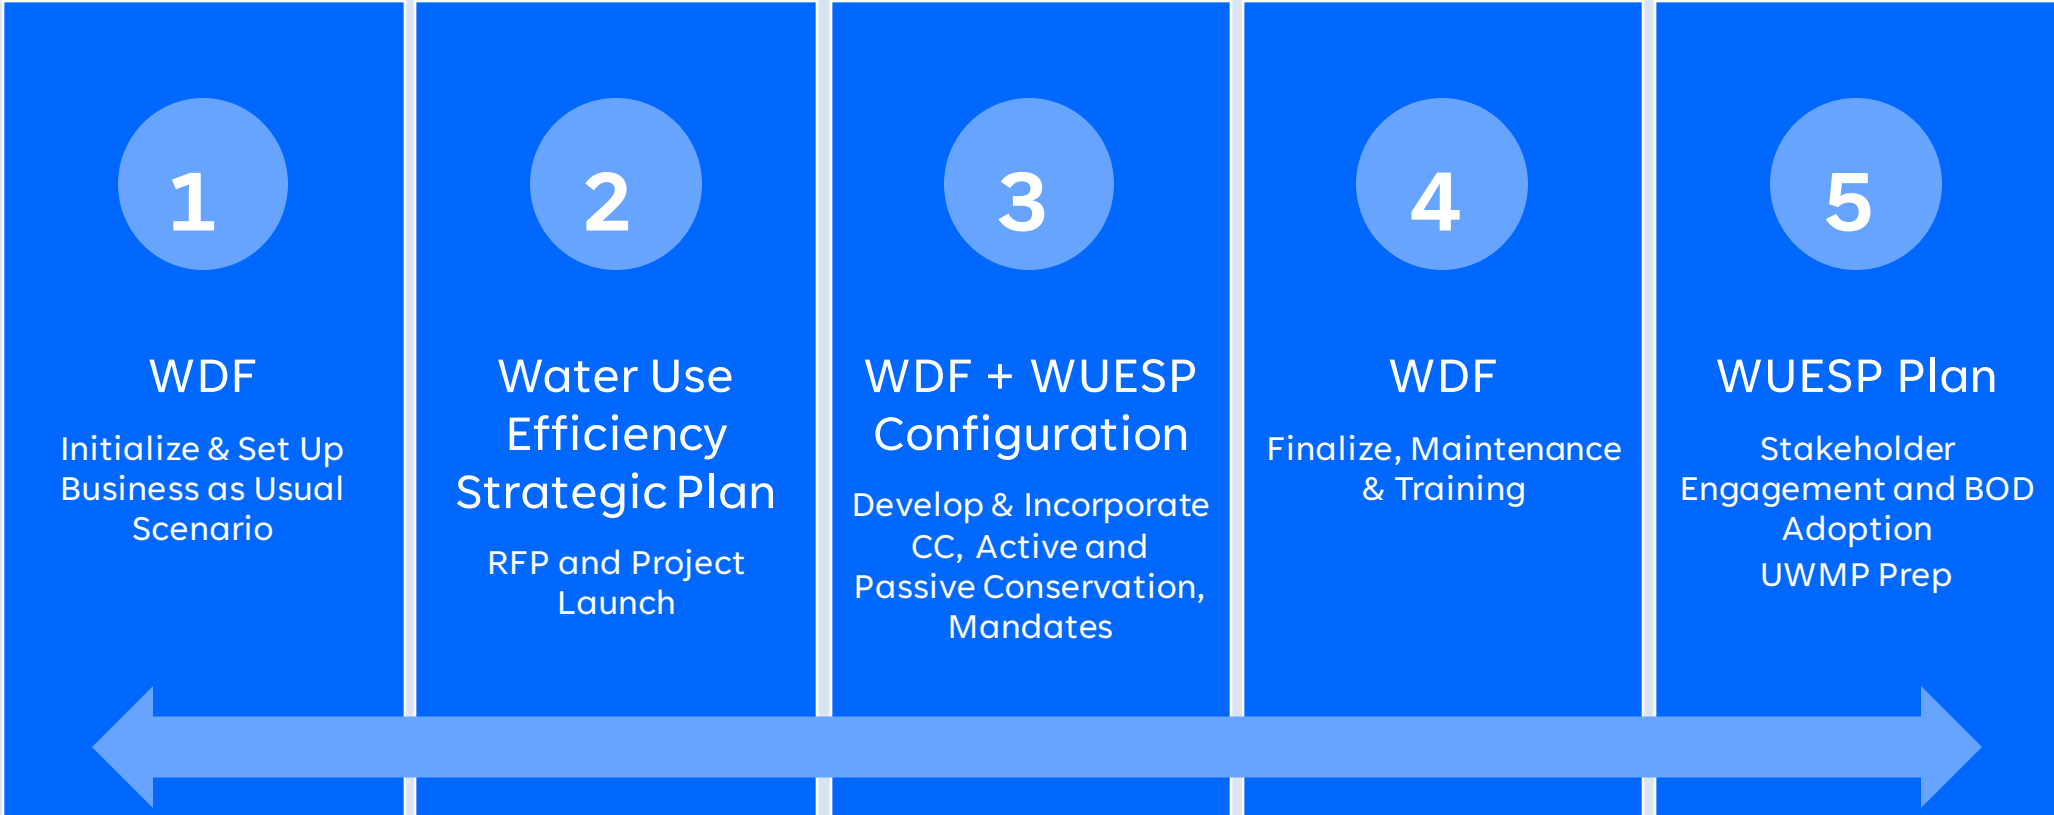 1
WDF
Initialize & Set Up
Business as Usual
Scenario
2
Water Use
Efficiency
Strategic Plan
RFP and Project
Launch
3
WDF + WUESP
Configuration
Develop & Incorporate
CC, Active and
Passive Conservation,
Mandates
4
WDF
Finalize, Maintenance
& Training
5
WUESP Plan
Stakeholder
Engagement and BOD
Adoption
UWMP Prep